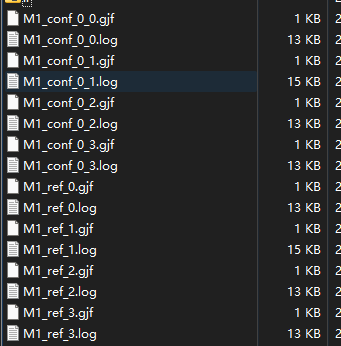 M1_conf_0_0.gjf 1 KB 2
M1_conf_0_0.log 13 KB 2
M1_conf_0_1.gjf 1 KB 2
M1_conf_0_1.log 15 KB 2
M1_conf_0_2.gjf 1 KB 2
M1_conf_0_2.log 13 KB 2
M1_conf_0_3.gjf 1 KB 2
M1_conf_0_3.log 13 KB 2
M1_ref_0.gjf 1 KB 2
M1_ref_0.log 13 KB 2
M1_ref_1.gjf 1 KB 2
M1_ref_1.log 15 KB 2
M1_ref_2.gjf 1 KB 2
M1_ref_2.log 13 KB 2
M1_ref_3.gjf 1 KB 2
M1_ref_3.log 13 KB 2